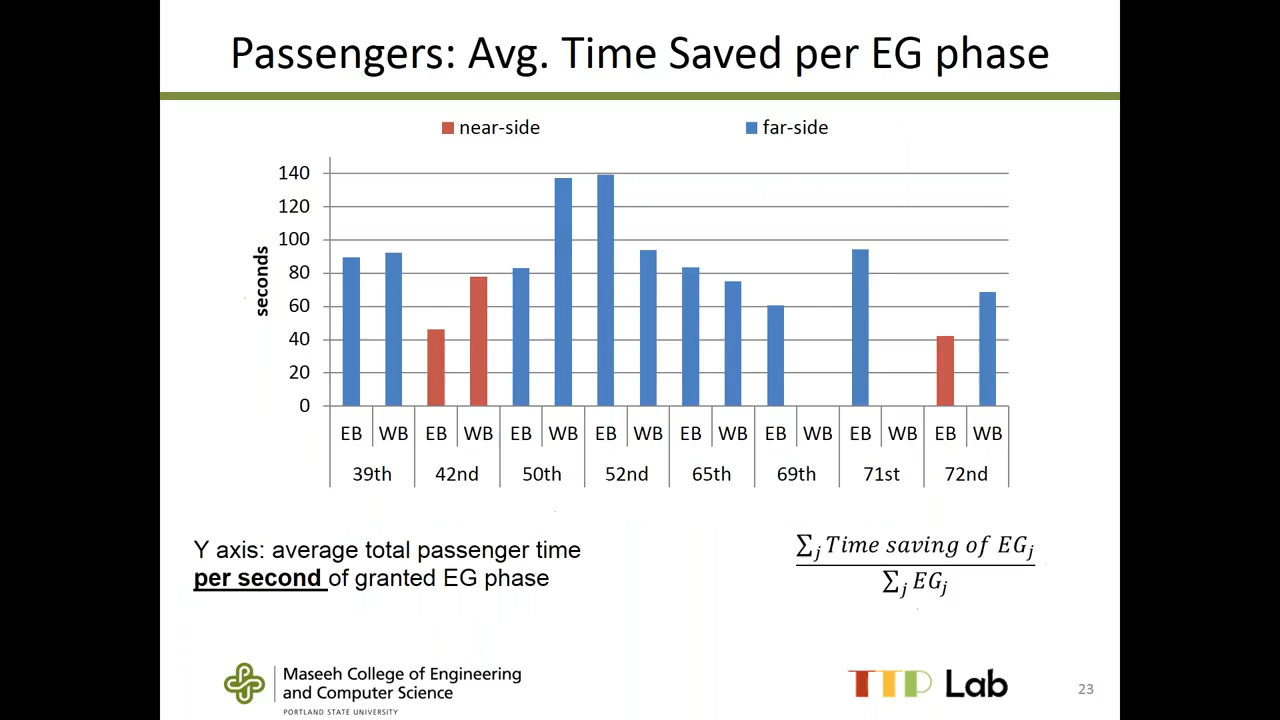 Passengers: Avg. Time Saved per EG phase
near-side far-side
140
120
100
80
60
40
20
0
seconds
EB WB EB WB EB WB EB WB EB WB EB WB EB WB EB WB
39th 42nd 50th 52nd 65th 69th 71st 72nd
Y axis: average total passenger time
per second of granted EG phase
∑j Time saving of EGj
∑j EGj
Maseeh College of Engineering
and Computer Science
PORTLAND STATE UNIVERSITY
TTP Lab
23